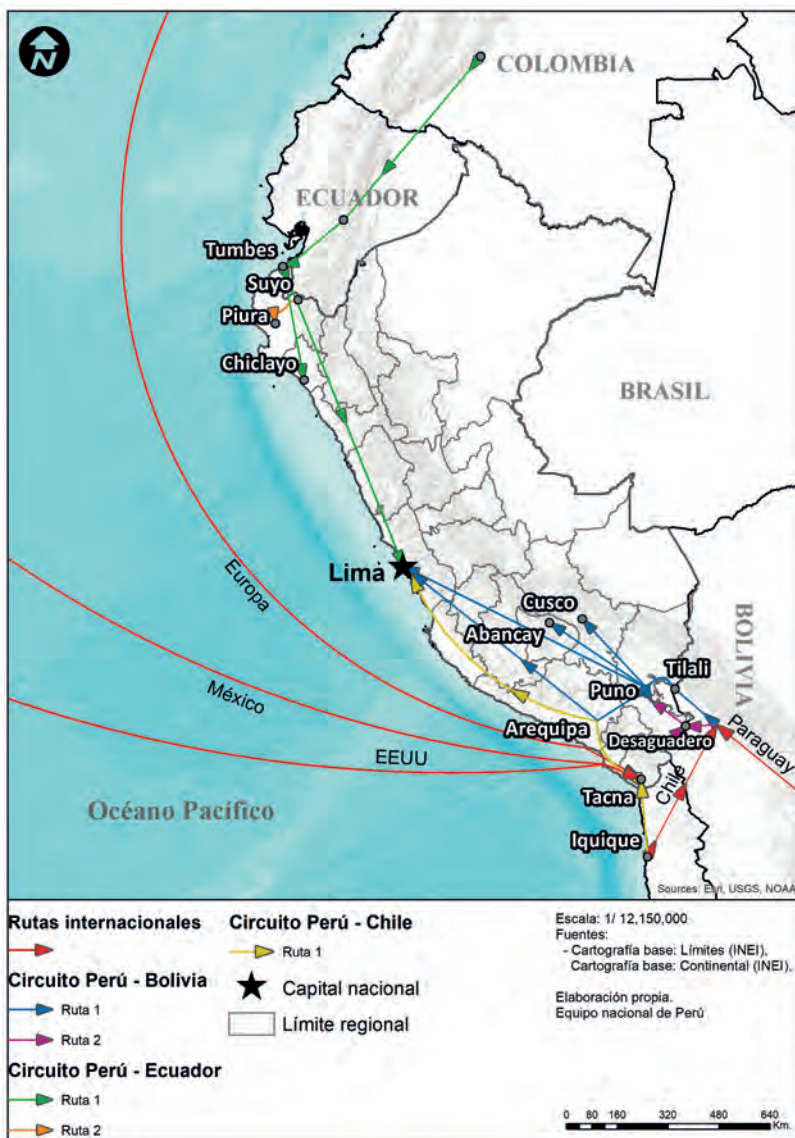 N
COLOMBIA
ECUADOR
Tumbes
Suyo
Piura
Chiclayo
BRASIL
Lima
Europa
Cusco
Abancay
BOLIVIA
Tilali
Puno
México
Arequipa
Desaguadero
Paraguay
EEUU
Chile
Océano Pacífico
Tacna
Iquique
Sources: Esri, USGS, NOAA
Rutas internacionales
Circuito Perú - Bolivia
Ruta 1
Ruta 2
Circuito Perú - Ecuador
Ruta 1
Ruta 2
Circuito Perú - Chile
Ruta 1
Capital nacional
Límite regional
Escala: 1/ 12,150,000
Fuentes:
- Cartografía base: Límites (INEI),
Cartografía base: Continental (INEI),
Elaboración propia.
Equipo nacional de Perú
0 80 160 320 480 640
Km.